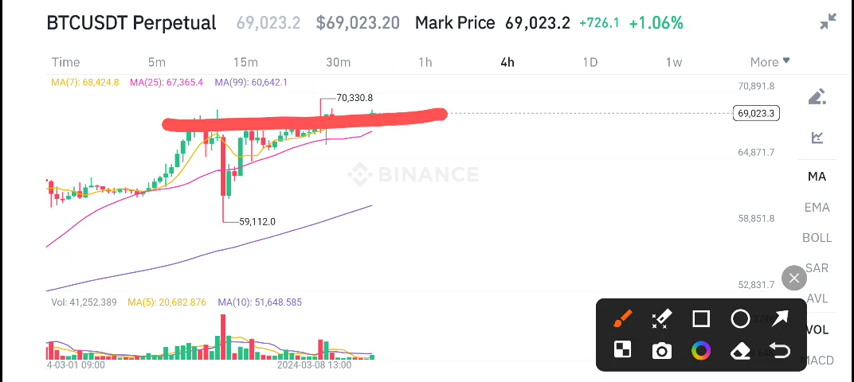 BTCUSDT Perpetual 69,023.2 $69,023.20 Mark Price 69,023.2 +726.1 +1.06%
Time 5m 15m 30m 1h 4h 1D 1w More
MA(7): 68,424.8 MA(25): 67,365.4 MA(99): 60,642.1
70,891.8
70,330.8
69,023.3
64,871.7
BINANCE
MA
EMA
59,112.0
58,851.8
BOLL
SAR
52,831.7
AVL
Vol: 41,252.389 MA(5): 20,682.876 MA(10): 51,648.585
VOL
MACD
4-03-01 09:00 2024-03-08 13:00